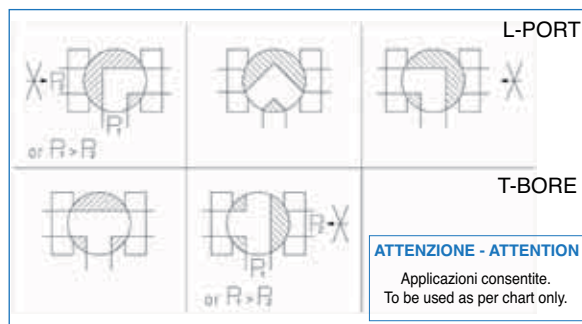 L-PORT
P₂
P₁
or P₁ > P₂
T-BORE
P₂
P₁
or P₁ > P₂
ATTENZIONE - ATTENTION
Applicazioni consentite.
To be used as per chart only.